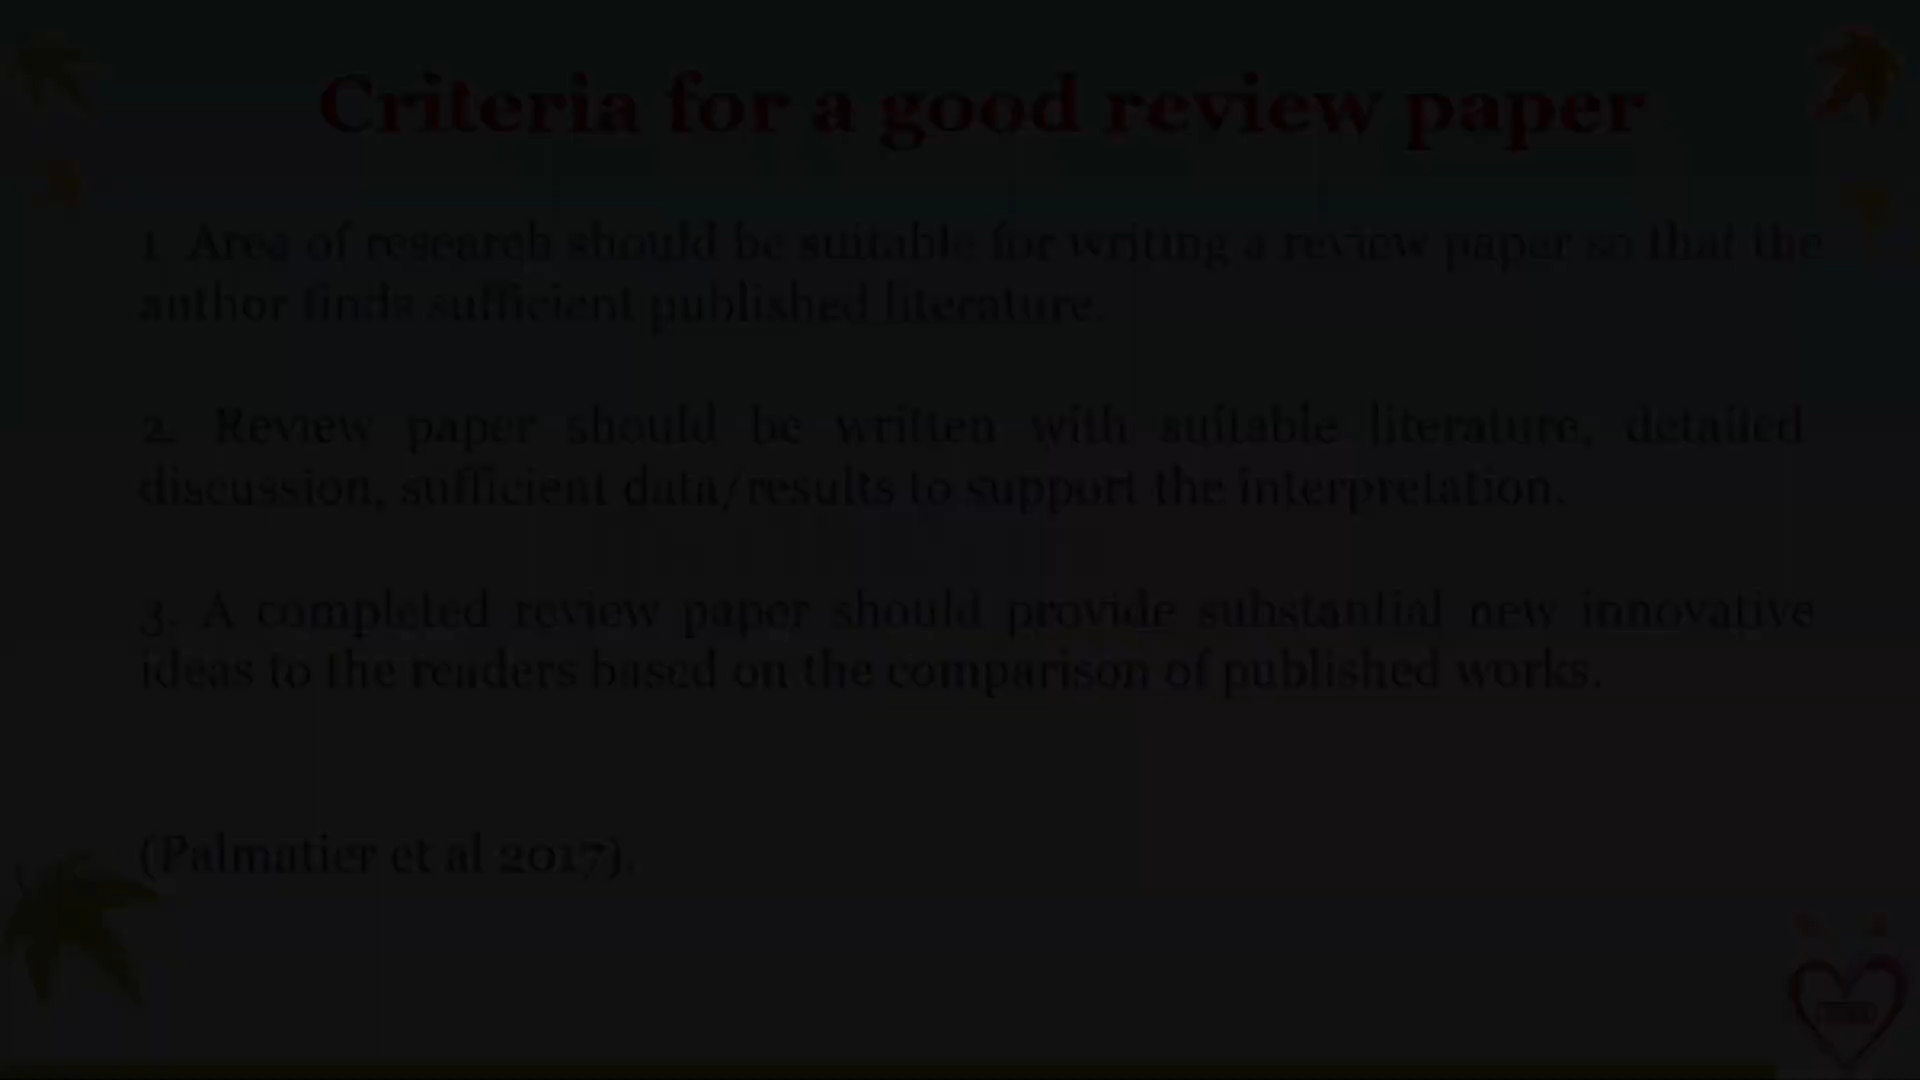 Criteria for a good review paper
1. Area of research should be suitable for writing a review paper so that the
author finds sufficient published literature.
2. Review paper should be written with suitable literature, detailed
discussion, sufficient data/results to support the interpretation.
3. A completed review paper should provide substantial new innovative
ideas to the readers based on the comparison of published works.
(Palmatier et al 2017).